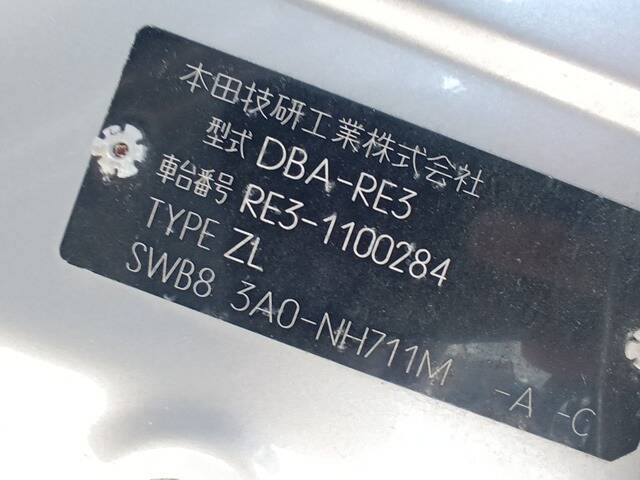 本田技研工業株式会社
型式 DBA-RE3
車台番号 RE3-1100284
TYPE ZL
SWB8 3A0-NH711M -A -C